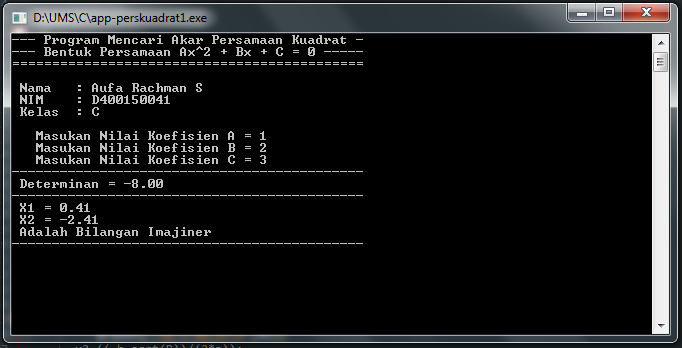 D:\UMS\C\app-perskuadrat1.exe
--- Program Mencari Akar Persamaan Kuadrat -
--- Bentuk Persamaan Ax^2 + Bx + C = 0 -----
============================================
Nama : Aufa Rachman S
NIM : D400150041
Kelas : C
Masukan Nilai Koefisien A = 1
Masukan Nilai Koefisien B = 2
Masukan Nilai Koefisien C = 3
--------------------------------------------
Determinan = -8.00
--------------------------------------------
X1 = 0.41
X2 = -2.41
Adalah Bilangan Imajiner
--------------------------------------------